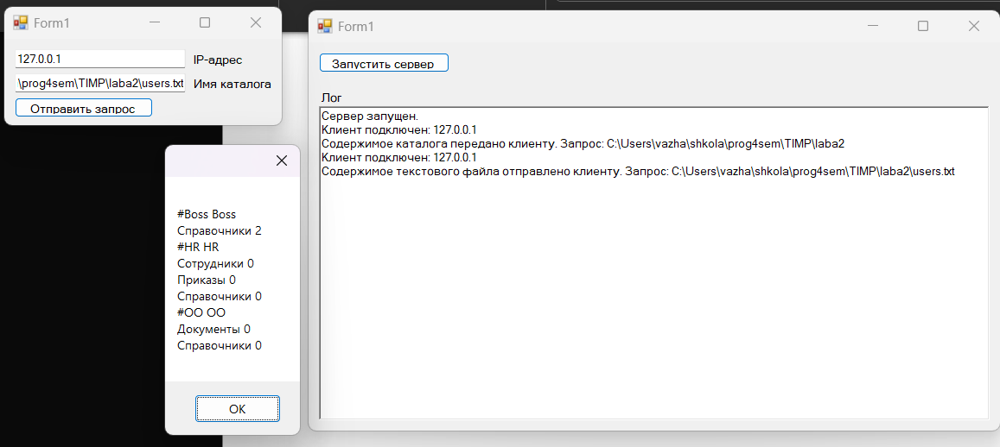 Form1
127.0.0.1 IP-адрес
\prog4sem\TIMP\laba2\users.txt Имя каталога
Отправить запрос
#Boss Boss
Справочники 2
#HR HR
Сотрудники 0
Приказы 0
Справочники 0
#OO OO
Документы 0
Справочники 0
OK
Form1
Запустить сервер
Лог
Сервер запущен.
Клиент подключен: 127.0.0.1
Содержимое каталога передано клиенту. Запрос: C:\Users\vazha\shkola\prog4sem\TIMP\laba2
Клиент подключен: 127.0.0.1
Содержимое текстового файла отправлено клиенту. Запрос: C:\Users\vazha\shkola\prog4sem\TIMP\laba2\users.txt